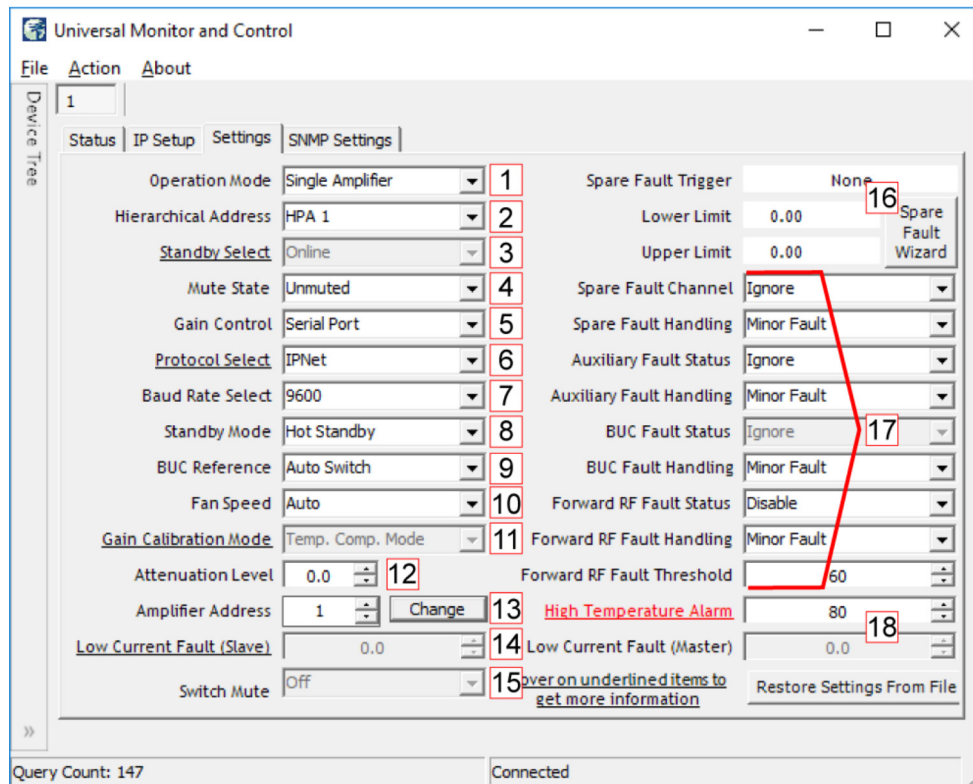 Universal Monitor and Control
File Action About
Device Tree
1
Status IP Setup Settings SNMP Settings
Operation Mode Single Amplifier 1 Spare Fault Trigger None
16
Hierarchical Address HPA 1 2 Lower Limit 0.00 Spare Fault Wizard
Standby Select Online 3 Upper Limit 0.00
Mute State Unmuted 4 Spare Fault Channel Ignore
Gain Control Serial Port 5 Spare Fault Handling Minor Fault
Protocol Select IPNet 6 Auxiliary Fault Status Ignore
Baud Rate Select 9600 7 Auxiliary Fault Handling Minor Fault
Standby Mode Hot Standby 8 BUC Fault Status Ignore 17
BUC Reference Auto Switch 9 BUC Fault Handling Minor Fault
Fan Speed Auto 10 Forward RF Fault Status Disable
Gain Calibration Mode Temp. Comp. Mode 11 Forward RF Fault Handling Minor Fault
Attenuation Level 0.0 12 Forward RF Fault Threshold 60
Amplifier Address 1 Change 13 High Temperature Alarm 80
18
Low Current Fault (Slave) 0.0 14 Low Current Fault (Master) 0.0
Switch Mute Off 15 over on underlined items to
get more information Restore Settings From File
»
Query Count: 147 Connected